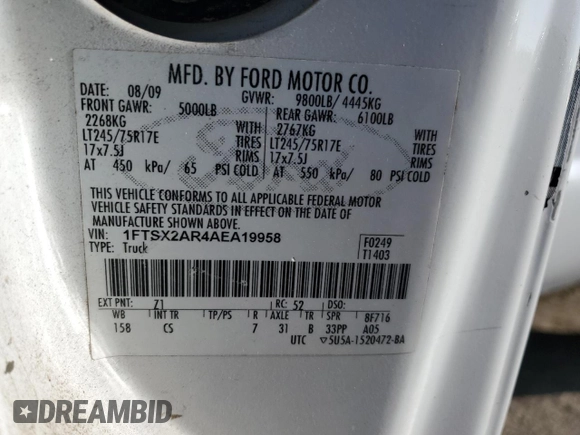 MFD. BY FORD MOTOR CO.
DATE: 08/09 GVWR: 9800LB/ 4445KG
FRONT GAWR: 5000LB REAR GAWR: 6100LB
2268KG WITH 2767KG WITH
LT245/75R17E TIRES LT245/75R17E TIRES
17x7.5J RIMS 17x7.5J RIMS
AT 450 kPa/ 65 PSI COLD AT 550 kPa/ 80 PSI COLD
THIS VEHICLE CONFORMS TO ALL APPLICABLE FEDERAL MOTOR
VEHICLE SAFETY STANDARDS IN EFFECT ON THE DATE OF
MANUFACTURE SHOWN ABOVE.
VIN: 1FTSX2AR4AEA19958 F0249
TYPE: Truck T1403
EXT PNT: Z1 RC: 52 DSO:
WB INT TR TP/PS R AXLE TR SPR 8F716
158 CS 7 31 B 33PP A05
UTC ▽5U5A-1520472-BA
DREAMBID